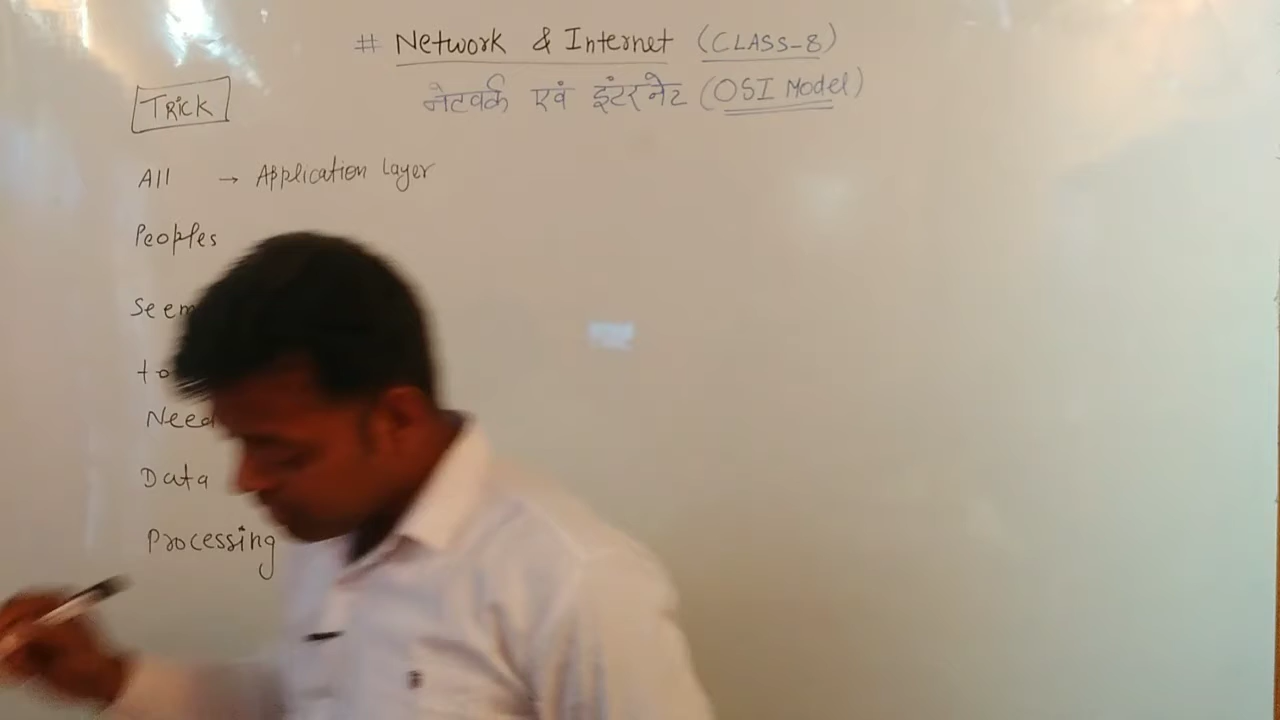 # Network & Internet (CLASS-8)
नेटवर्क एवं इंटरनेट (OSI Model)
TRICK
All → Application Layer
Peoples
Seem
to
Need
Data
Processing